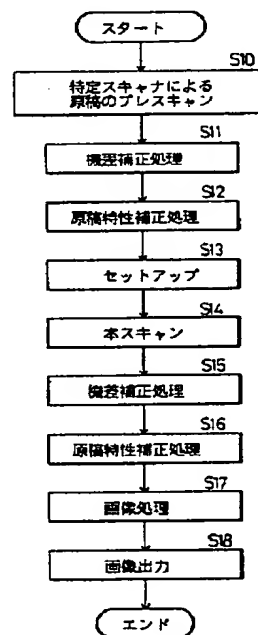 スタート
S10
特定スキャナによる
原稿のプレスキャン
S11
機差補正処理
S12
原稿特性補正処理
S13
セットアップ
S14
本スキャン
S15
機差補正処理
S16
原稿特性補正処理
S17
画像処理
S18
画像出力
エンド